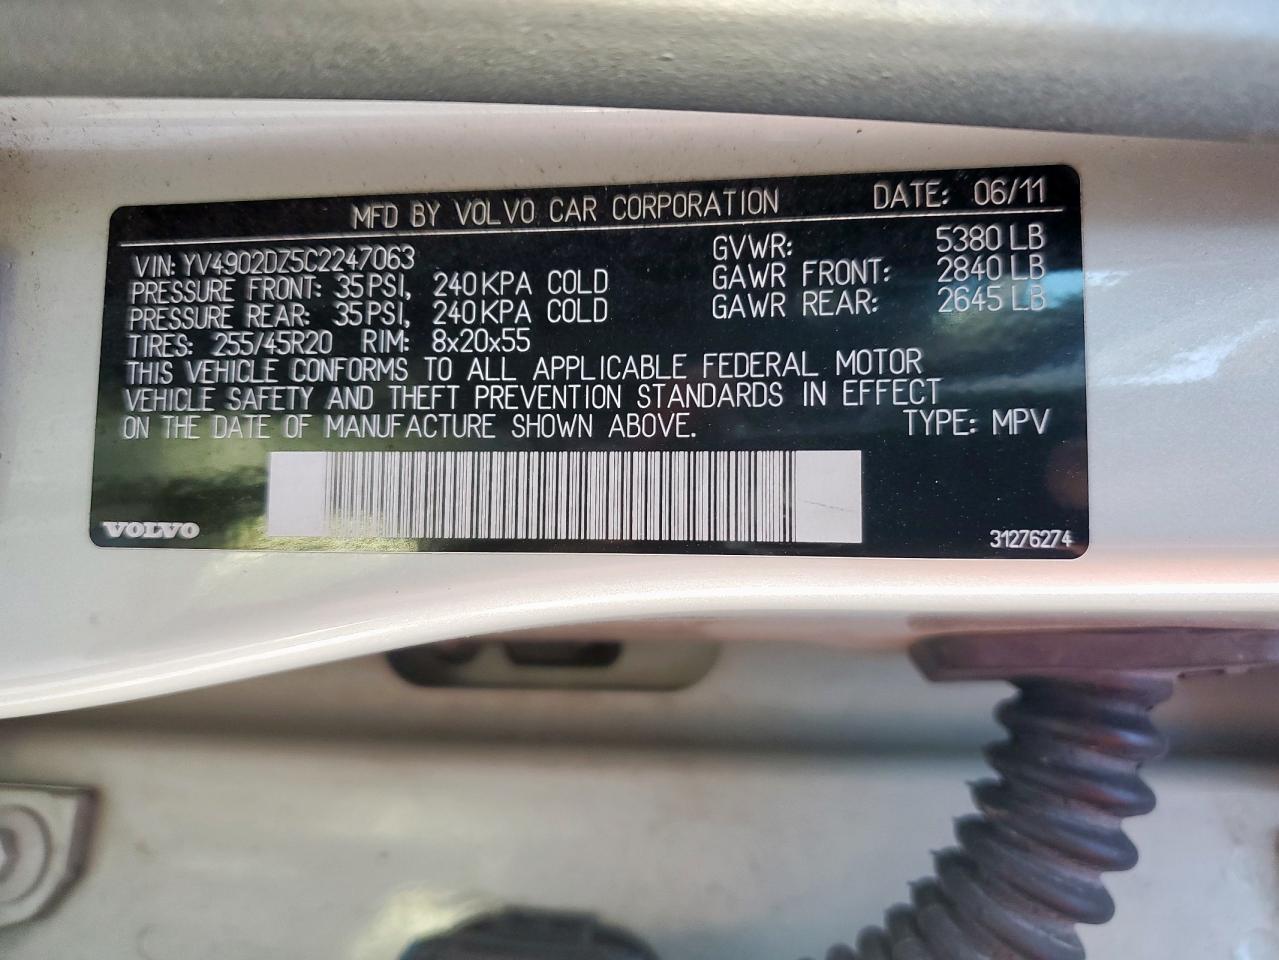 MFD BY VOLVO CAR CORPORATION DATE: 06/11
VIN: YV4902DZ5C2247063 GVWR: 5380 LB
PRESSURE FRONT: 35 PSI, 240 KPA COLD GAWR FRONT: 2840 LB
PRESSURE REAR: 35 PSI, 240 KPA COLD GAWR REAR: 2645 LB
TIRES: 255/45R20 RIM: 8x20x55
THIS VEHICLE CONFORMS TO ALL APPLICABLE FEDERAL MOTOR
VEHICLE SAFETY AND THEFT PREVENTION STANDARDS IN EFFECT
ON THE DATE OF MANUFACTURE SHOWN ABOVE. TYPE: MPV
VOLVO 31276274